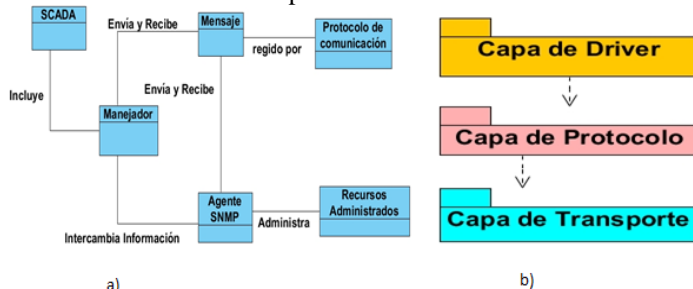 SCADA
Envía y Recibe
Mensaje
Protocolo de
comunicación
regido por
Incluye
Envía y Recibe
Manejador
Agente
SNMP
Administra
Recursos
Administrados
Intercambia Información
a)
Capa de Driver
Capa de Protocolo
Capa de Transporte
b)